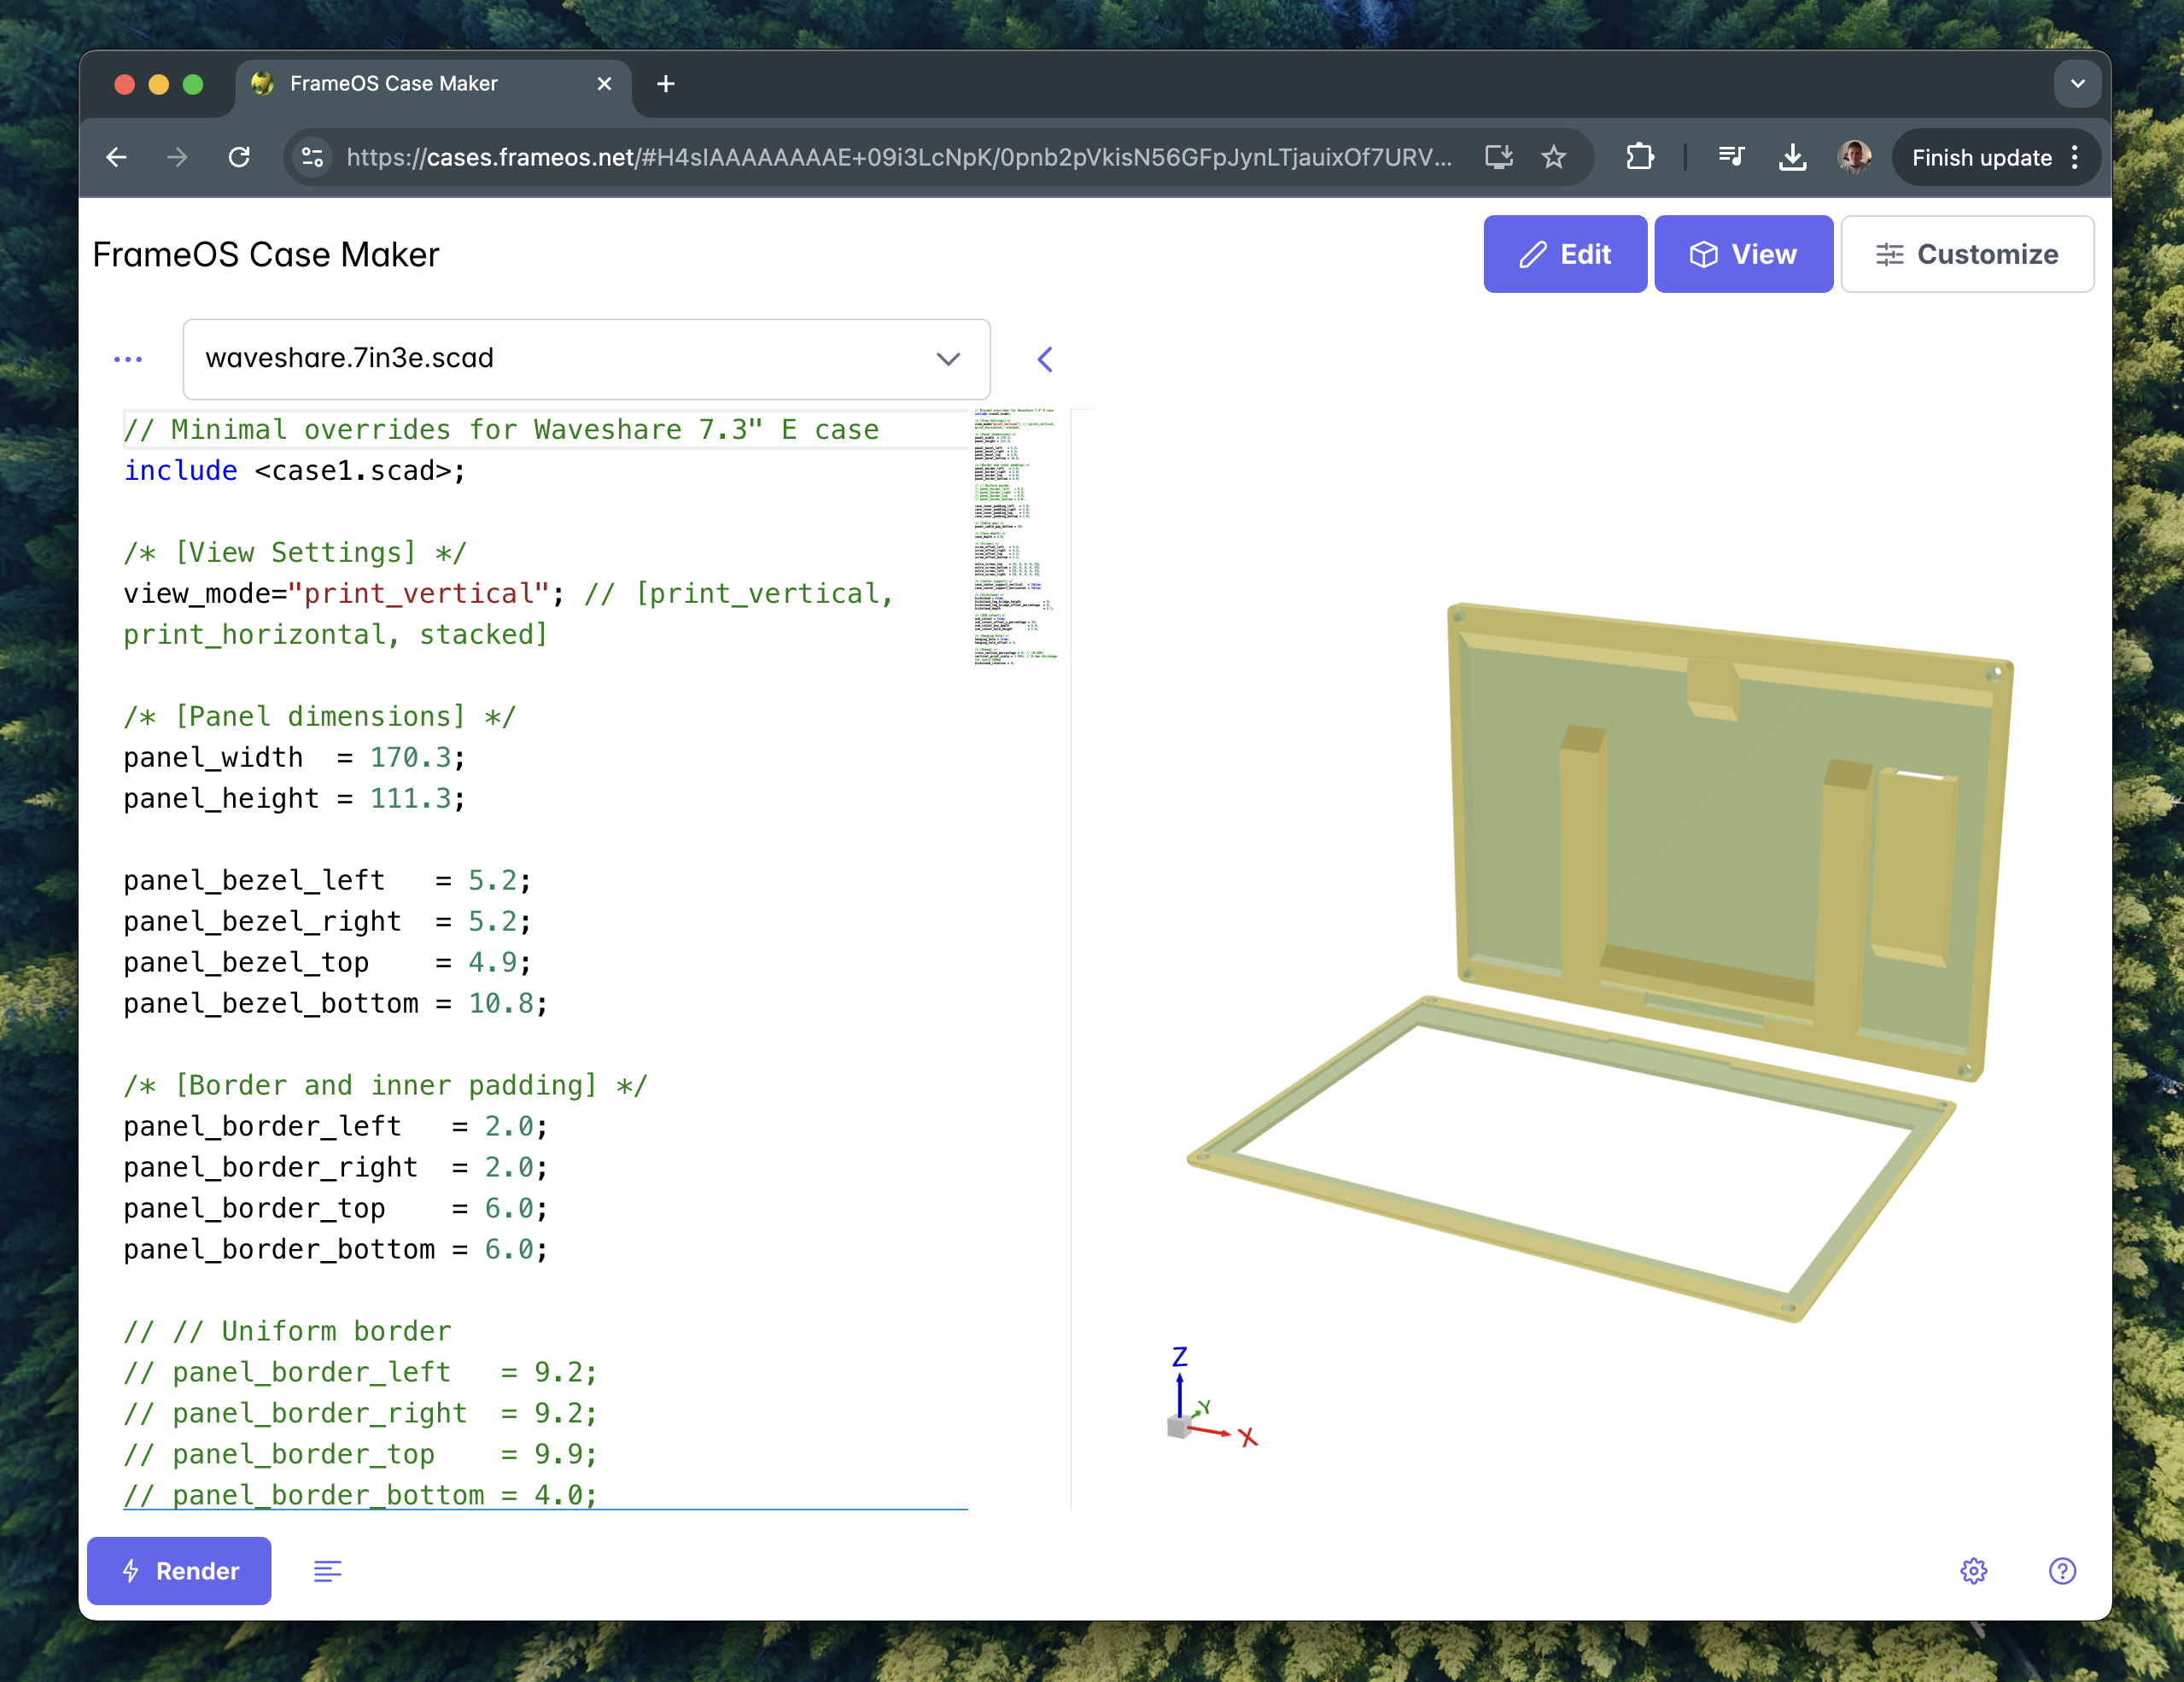 FrameOS Case Maker
https://cases.frameos.net/#H4sIAAAAAAAAE+09i3LcNpK/0pnb2pVkisN56GFpJynLTjauixOf7URV...
Finish update
FrameOS Case Maker
Edit
View
Customize
waveshare.7in3e.scad
// Minimal overrides for Waveshare 7.3" E case
include <case1.scad>;
/* [View Settings] */
view_mode="print_vertical"; // [print_vertical,
print_horizontal, stacked]
/* [Panel dimensions] */
panel_width  = 170.3;
panel_height = 111.3;
panel_bezel_left   = 5.2;
panel_bezel_right  = 5.2;
panel_bezel_top    = 4.9;
panel_bezel_bottom = 10.8;
/* [Border and inner padding] */
panel_border_left   = 2.0;
panel_border_right  = 2.0;
panel_border_top    = 6.0;
panel_border_bottom = 6.0;
// // Uniform border
// panel_border_left   = 9.2;
// panel_border_right  = 9.2;
// panel_border_top    = 9.9;
// panel_border_bottom = 4.0;
Z
Y
X
Render